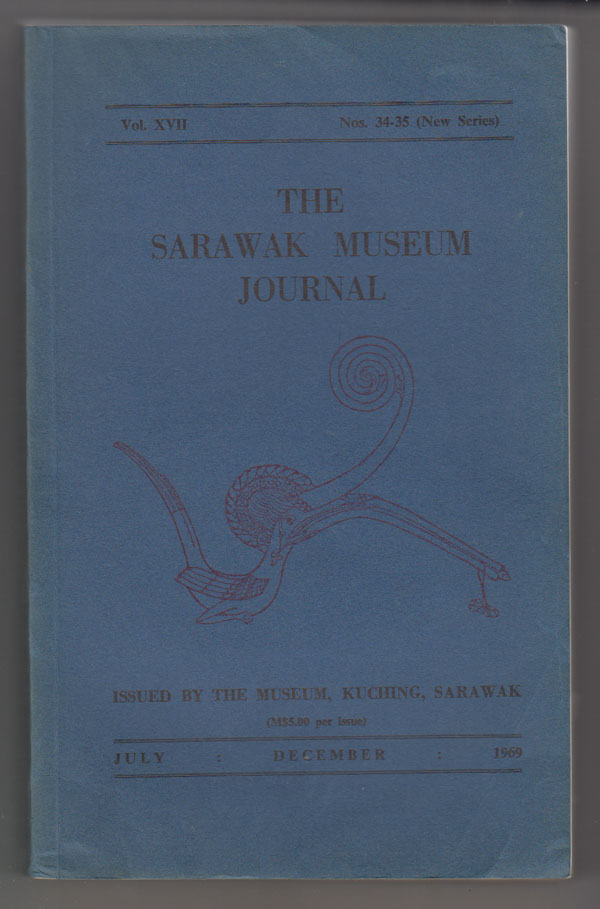 Vol. XVII Nos. 34-35 (New Series)
THE
SARAWAK MUSEUM
JOURNAL
ISSUED BY THE MUSEUM, KUCHING, SARAWAK
(M$5.00 per issue)
JULY : DECEMBER : 1969